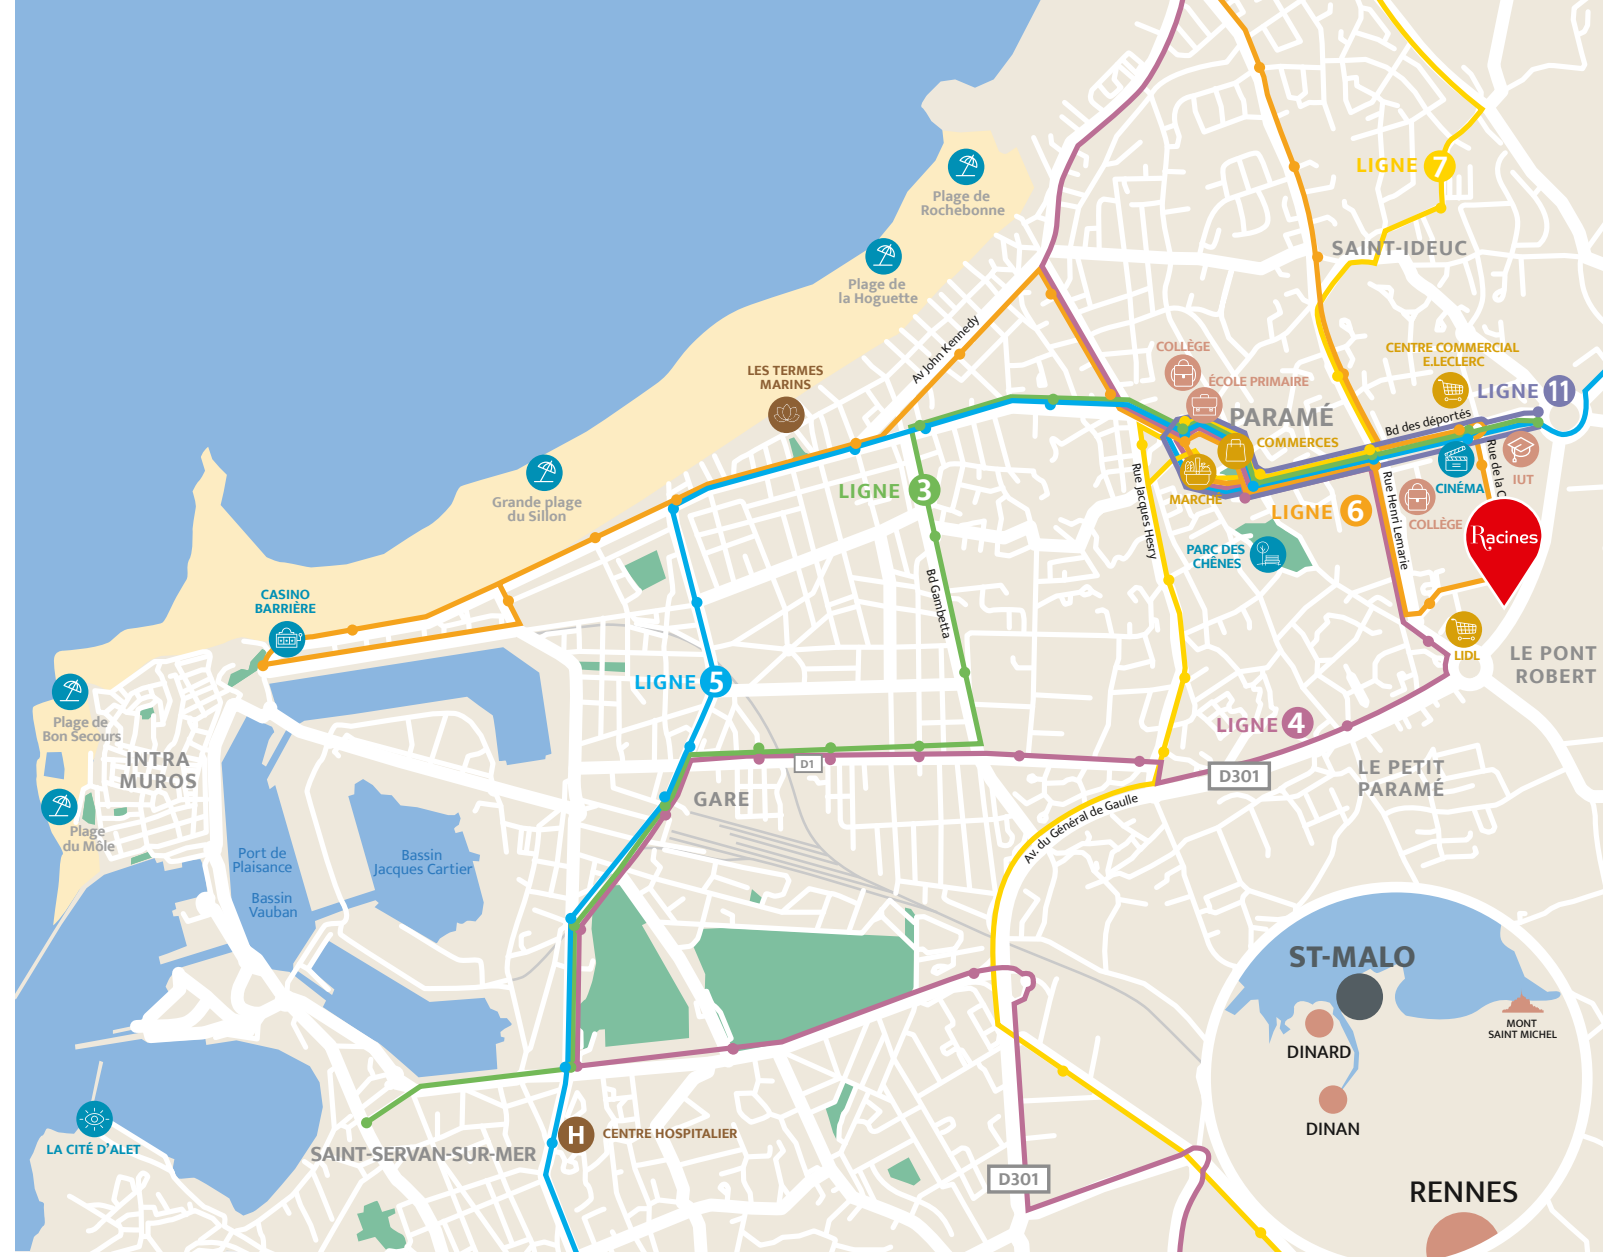 LIGNE 7
Plage de
Rochebonne
SAINT-IDEUC
Plage de
la Hoguette
Av John Kennedy
COLLÈGE
CENTRE COMMERCIAL
E.LECLERC
LES TERMES
MARINS
ÉCOLE PRIMAIRE
LIGNE 11
PARAMÉ
Bd des déportés
COMMERCES
Rue de la C
Rue Jacques Hesry
Rue Henri Lemarie
CINÉMA
IUT
LIGNE 3
MARCHÉ
LIGNE 6
COLLÈGE
Grande plage
du Sillon
Racines
PARC DES
CHÊNES
CASINO
BARRIÈRE
Bd Gambetta
LIDL
LE PONT
ROBERT
LIGNE 5
Plage de
Bon Secours
LIGNE 4
INTRA
MUROS
D1
D301
LE PETIT
PARAMÉ
GARE
Av. du Général de Gaulle
Plage
du Môle
Port de
Plaisance
Bassin
Jacques Cartier
Bassin
Vauban
ST-MALO
MONT
SAINT MICHEL
DINARD
DINAN
LA CITÉ D'ALET
SAINT-SERVAN-SUR-MER
H CENTRE HOSPITALIER
D301
RENNES